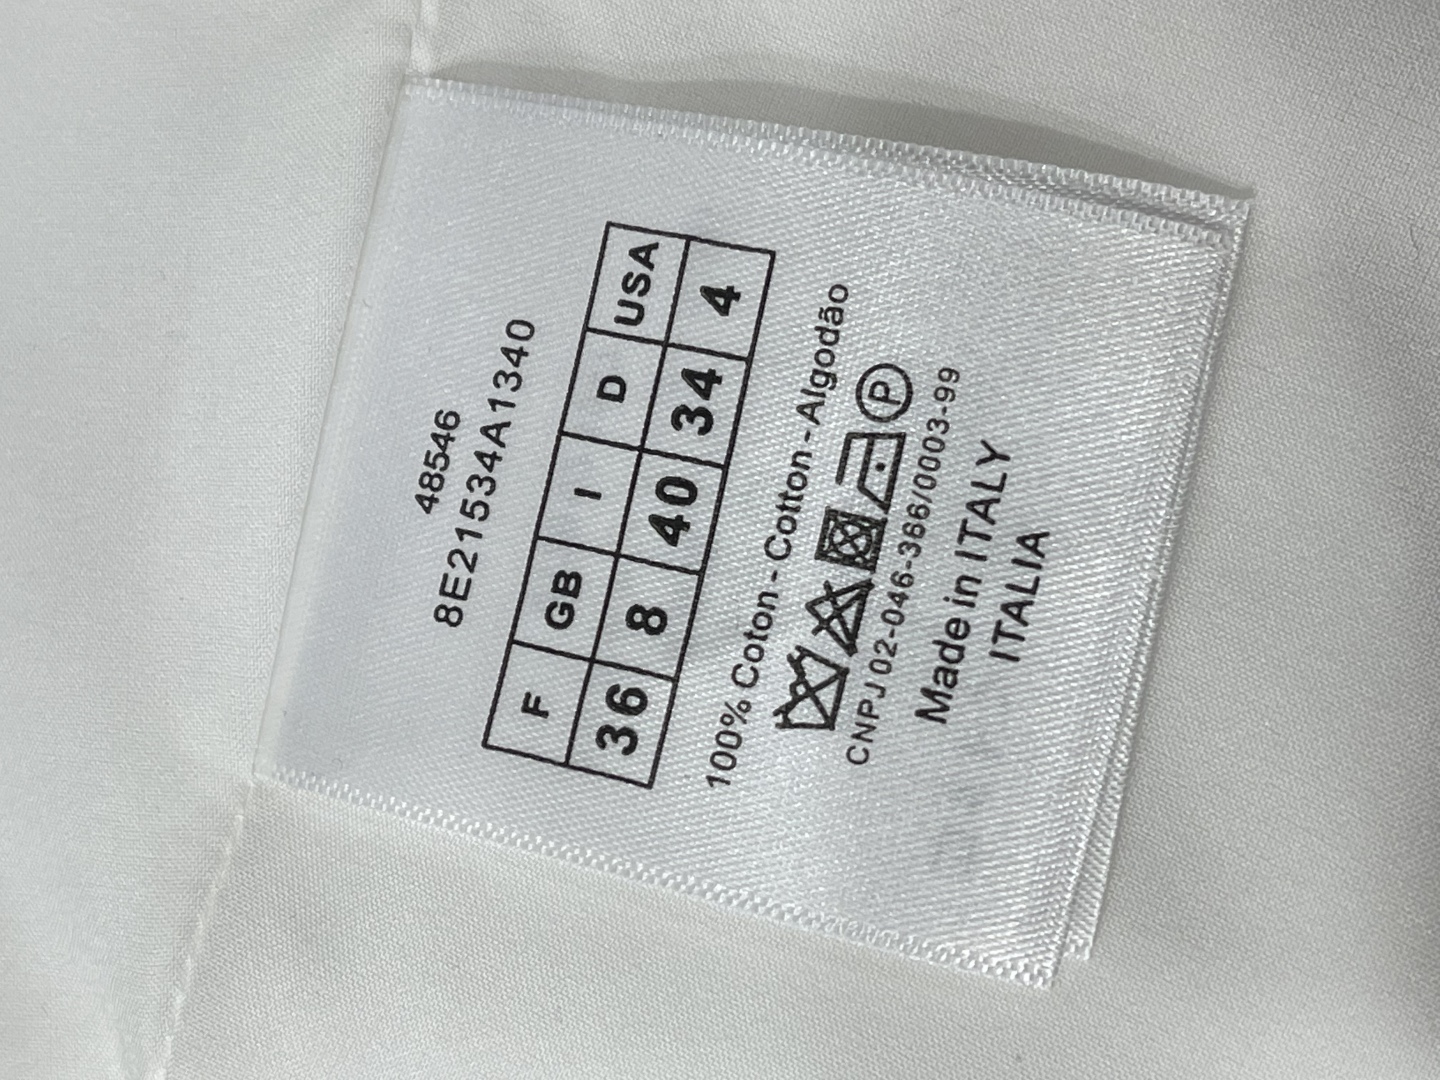 48546
8E21534A1340
F GB I D USA
36 8 40 34 4
100% Coton - Cotton - Algodão
P
CNPJ 02-046-366/0003-99
Made in ITALY
ITALIA